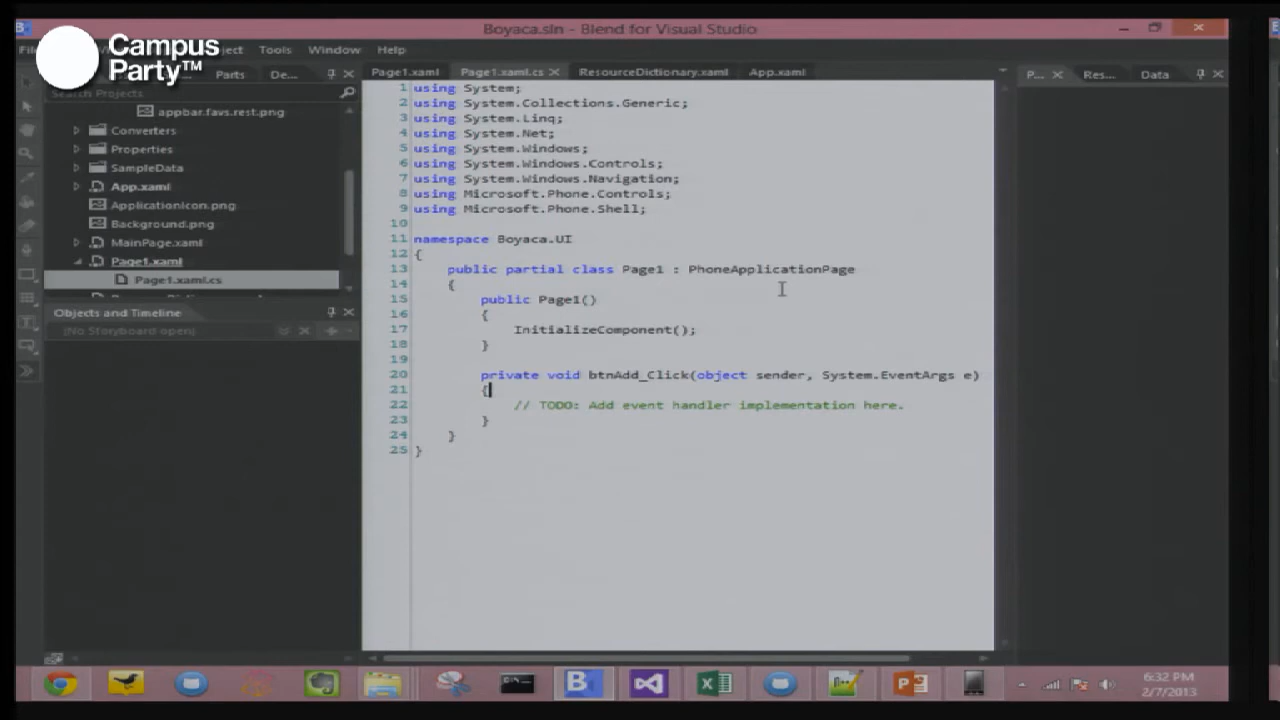 Boyaca.sln - Blend for Visual Studio
Campus
Party™
Tools Window Help
Parts De...
Page1.xaml Page1.xaml.cs ResourceDictionary.xaml App.xaml
P... Res... Data
Search Projects
appbar.favs.rest.png
Converters
Properties
SampleData
App.xaml
ApplicationIcon.png
Background.png
MainPage.xaml
Page1.xaml
Page1.xaml.cs
Objects and Timeline
(No Storyboard open)
1 using System;
2 using System.Collections.Generic;
3 using System.Linq;
4 using System.Net;
5 using System.Windows;
6 using System.Windows.Controls;
7 using System.Windows.Navigation;
8 using Microsoft.Phone.Controls;
9 using Microsoft.Phone.Shell;
10
11 namespace Boyaca.UI
12 {
13 public partial class Page1 : PhoneApplicationPage
14 {
15 public Page1()
16 {
17 InitializeComponent();
18 }
19
20 private void btnAdd_Click(object sender, System.EventArgs e)
21 {
22 // TODO: Add event handler implementation here.
23 }
24 }
25 }
6:32 PM
2/7/2013